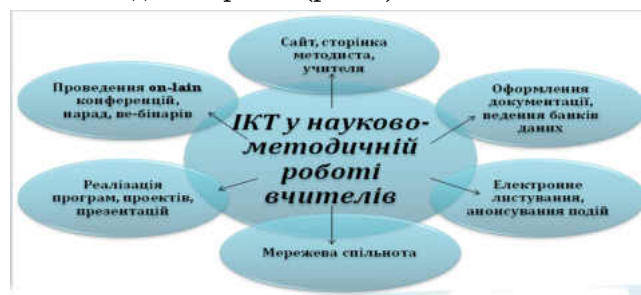 Сайт, сторінка
методиста,
учителя
Проведення on-lain
конференцій,
нарад, ве-бінарів
Оформлення
документації,
ведення банків
даних
ІКТ у науково-
методичній
роботі
вчителів
Реалізація
програм, проектів,
презентацій
Електронне
листування,
анонсування подій
Мережева спільнота